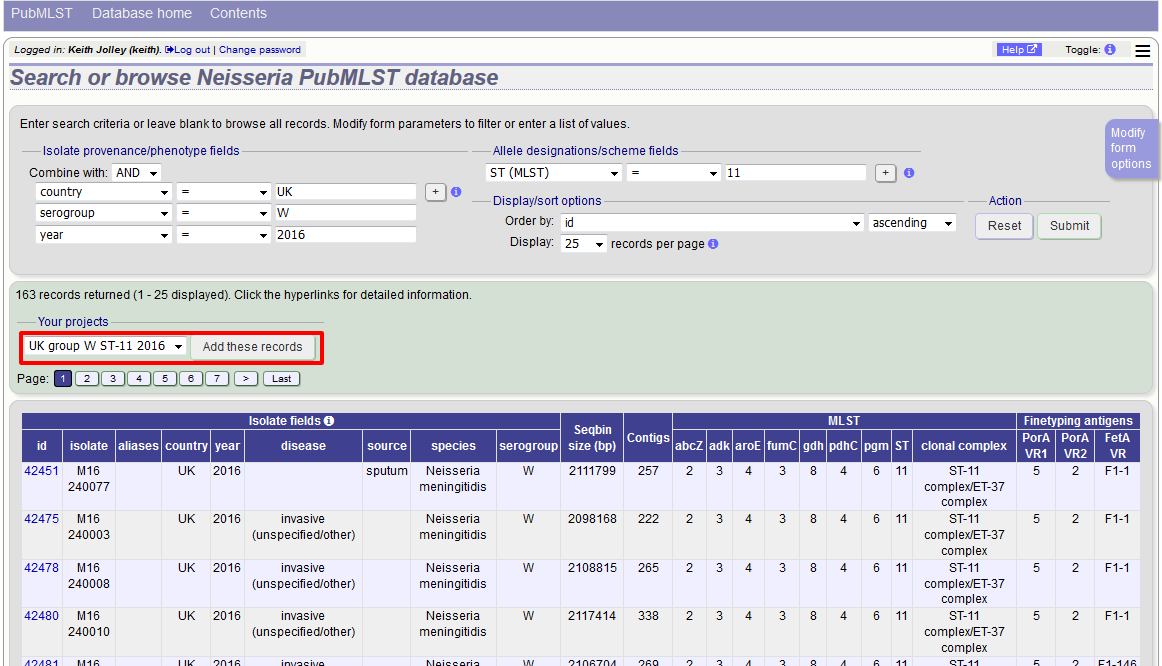 PubMLST Database home Contents
Logged in: Keith Jolley (keith). Log out | Change password
Help Toggle:
Search or browse Neisseria PubMLST database
Enter search criteria or leave blank to browse all records. Modify form parameters to filter or enter a list of values.
Modify
form
options
Isolate provenance/phenotype fields
Combine with: AND
country = UK +
serogroup = W
year = 2016
Allele designations/scheme fields
ST (MLST) = 11 +
Display/sort options
Order by: id ascending
Display: 25 records per page
Action
Reset Submit
163 records returned (1 - 25 displayed). Click the hyperlinks for detailed information.
Your projects
UK group W ST-11 2016 Add these records
Page: 1 2 3 4 5 6 7 > Last
Isolate fields Seqbin size (bp) Contigs MLST Finetyping antigens
id isolate aliases country year disease source species serogroup abcZ adk aroE fumC gdh pdhC pgm ST clonal complex PorA VR1 PorA VR2 FetA VR
42451 M16 240077 UK 2016 sputum Neisseria meningitidis W 2111799 257 2 3 4 3 8 4 6 11 ST-11 complex/ET-37 complex 5 2 F1-1
42475 M16 240003 UK 2016 invasive (unspecified/other) Neisseria meningitidis W 2098168 222 2 3 4 3 8 4 6 11 ST-11 complex/ET-37 complex 5 2 F1-1
42478 M16 240008 UK 2016 invasive (unspecified/other) Neisseria meningitidis W 2108815 265 2 3 4 3 8 4 6 11 ST-11 complex/ET-37 complex 5 2 F1-1
42480 M16 240010 UK 2016 invasive (unspecified/other) Neisseria meningitidis W 2117414 338 2 3 4 3 8 4 6 11 ST-11 complex/ET-37 complex 5 2 F1-1
42481 M16 UK 2016 invasive Neisseria W 2106704 269 2 3 4 3 8 4 6 11 ST-11 5 2 F1-146